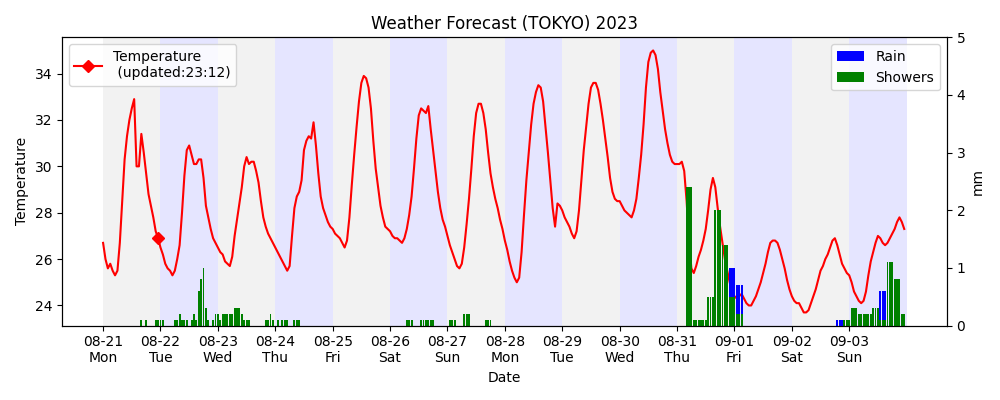 Weather Forecast (TOKYO) 2023
Temperature
(updated:23:12)
Rain
Showers
Temperature
34
32
30
28
26
24
5
4
3
2
1
0
mm
08-21 08-22 08-23 08-24 08-25 08-26 08-27 08-28 08-29 08-30 08-31 09-01 09-02 09-03
Mon Tue Wed Thu Fri Sat Sun Mon Tue Wed Thu Fri Sat Sun
Date